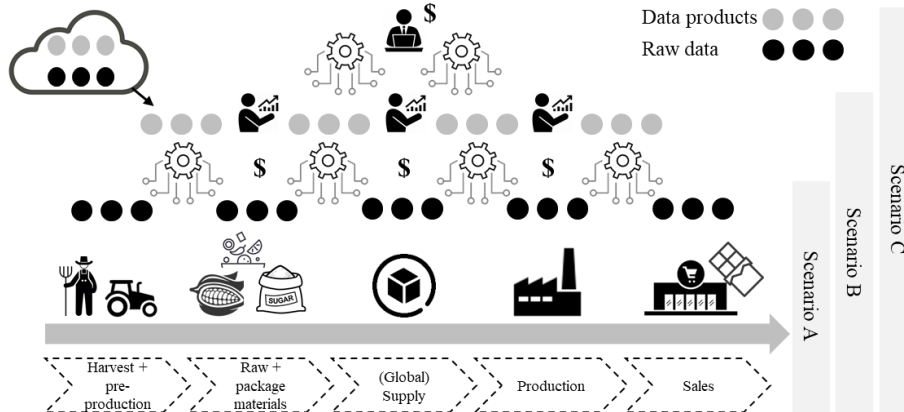 $
Data products
Raw data
$
$
$
SUGAR
Scenario A
Scenario B
Scenario C
Harvest +
pre-
production
Raw +
package
materials
(Global)
Supply
Production
Sales